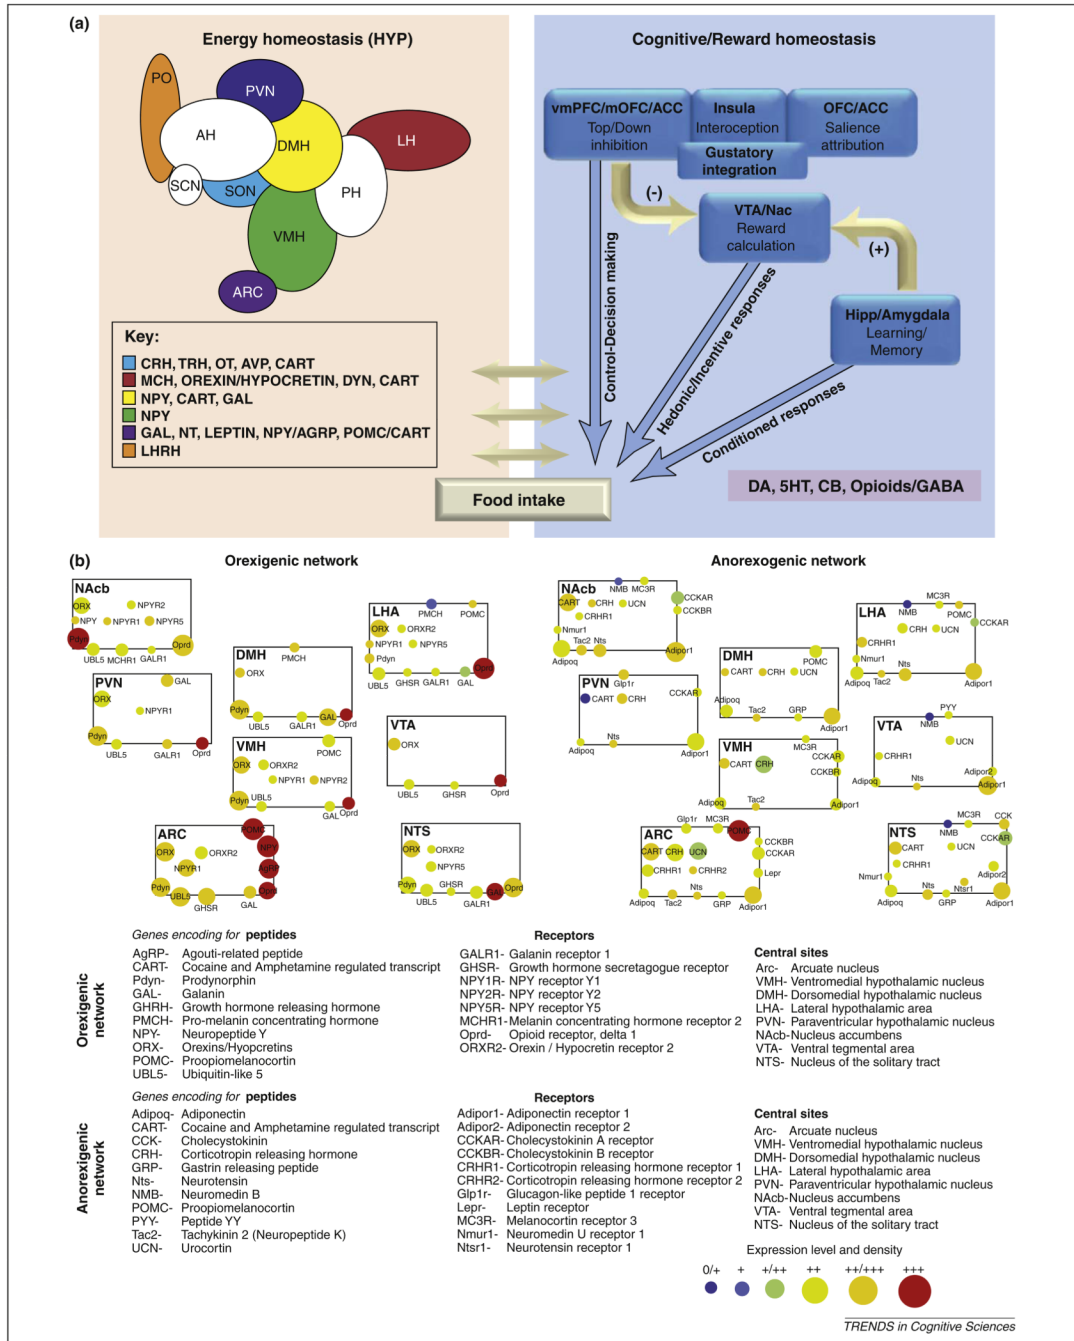 (a)
Energy homeostasis (HYP)
Cognitive/Reward homeostasis
PO
PVN
AH
DMH
LH
SCN
SON
PH
VMH
ARC
vmPFC/mOFC/ACC
Top/Down
inhibition
Insula
Interoception
OFC/ACC
Salience
attribution
Gustatory
integration
(-)
VTA/Nac
Reward
calculation
(+)
Hipp/Amygdala
Learning/
Memory
Control-Decision making
Hedonic/Incentive responses
Conditioned responses
Key:
CRH, TRH, OT, AVP, CART
MCH, OREXIN/HYPOCRETIN, DYN, CART
NPY, CART, GAL
NPY
GAL, NT, LEPTIN, NPY/AGRP, POMC/CART
LHRH
Food intake
DA, 5HT, CB, Opioids/GABA
(b)
Orexigenic network
NAcb
ORX
NPYR2
NPY
NPYR1
NPYR5
Pdyn
Oprd
UBL5
MCHR1
GALR1
LHA
PMCH
POMC
ORX
ORXR2
NPYR1
NPYR5
Pdyn
Oprd
UBL5
GHSR
GALR1
GAL
DMH
PMCH
ORX
Pdyn
UBL5
GALR1
GAL
Oprd
PVN
GAL
ORX
NPYR1
Pdyn
UBL5
GALR1
Oprd
VMH
POMC
ORX
ORXR2
NPYR1
NPYR2
Pdyn
UBL5
GAL
Oprd
VTA
ORX
UBL5
GHSR
Oprd
ARC
POMC
ORX
ORXR2
NPY
NPYR1
AgRP
Pdyn
UBL5
GHSR
GAL
Oprd
NTS
ORX
ORXR2
NPYR5
Pdyn
GHSR
UBL5
GALR1
GAL
Oprd
Anorexogenic network
NAcb
NMB
MC3R
CCKAR
CART
CRH
UCN
CCKBR
CRHR1
Nmur1
Tac2
Nts
Adipoq
Adipor1
LHA
MC3R
NMB
POMC
CCKAR
CRH
UCN
CRHR1
Nmur1
Nts
Adipoq
Tac2
Adipor1
DMH
POMC
CART
CRH
UCN
Adipoq
Tac2
GRP
Adipor1
PVN
Glp1r
CART
CRH
CCKAR
Adipoq
Nts
Adipor1
VMH
MC3R
CCKAR
CART
CRH
CCKBR
Adipoq
Tac2
Adipor1
VTA
NMB
PYY
UCN
CRHR1
Adipor2
Adipoq
Nts
Adipor1
ARC
Glp1r
MC3R
POMC
CCKBR
CART
CRH
UCN
CCKAR
CRHR1
CRHR2
Lepr
Nts
Adipoq
Tac2
GRP
Adipor1
NTS
MC3R
NMB
CCK
CCKAR
CART
UCN
CRHR1
Nmur1
Adipor2
Nts
Ntsr1
Adipoq
GRP
Adipor1
Orexigenic
network
Genes encoding for peptides
AgRP- Agouti-related peptide
CART- Cocaine and Amphetamine regulated transcript
Pdyn- Prodynorphin
GAL- Galanin
GHRH- Growth hormone releasing hormone
PMCH- Pro-melanin concentrating hormone
NPY- Neuropeptide Y
ORX- Orexins/Hyopcretins
POMC- Proopiomelanocortin
UBL5- Ubiquitin-like 5
Receptors
GALR1- Galanin receptor 1
GHSR- Growth hormone secretagogue receptor
NPY1R- NPY receptor Y1
NPY2R- NPY receptor Y2
NPY5R- NPY receptor Y5
MCHR1- Melanin concentrating hormone receptor 2
Oprd- Opioid receptor, delta 1
ORXR2- Orexin / Hypocretin receptor 2
Central sites
Arc- Arcuate nucleus
VMH- Ventromedial hypothalamic nucleus
DMH- Dorsomedial hypothalamic nucleus
LHA- Lateral hypothalamic area
PVN- Paraventricular hypothalamic nucleus
NAcb- Nucleus accumbens
VTA- Ventral tegmental area
NTS- Nucleus of the solitary tract
Anorexigenic
network
Genes encoding for peptides
Adipoq- Adiponectin
CART- Cocaine and Amphetamine regulated transcript
CCK- Cholecystokinin
CRH- Corticotropin releasing hormone
GRP- Gastrin releasing peptide
Nts- Neurotensin
NMB- Neuromedin B
POMC- Proopiomelanocortin
PYY- Peptide YY
Tac2- Tachykinin 2 (Neuropeptide K)
UCN- Urocortin
Receptors
Adipor1- Adiponectin receptor 1
Adipor2- Adiponectin receptor 2
CCKAR- Cholecystokinin A receptor
CCKBR- Cholecystokinin B receptor
CRHR1- Corticotropin releasing hormone receptor 1
CRHR2- Corticotropin releasing hormone receptor 2
Glp1r- Glucagon-like peptide 1 receptor
Lepr- Leptin receptor
MC3R- Melanocortin receptor 3
Nmur1- Neuromedin U receptor 1
Ntsr1- Neurotensin receptor 1
Central sites
Arc- Arcuate nucleus
VMH- Ventromedial hypothalamic nucleus
DMH- Dorsomedial hypothalamic nucleus
LHA- Lateral hypothalamic area
PVN- Paraventricular hypothalamic nucleus
NAcb- Nucleus accumbens
VTA- Ventral tegmental area
NTS- Nucleus of the solitary tract
Expression level and density
0/+ + +/++ ++ ++/+++ +++
TRENDS in Cognitive Sciences